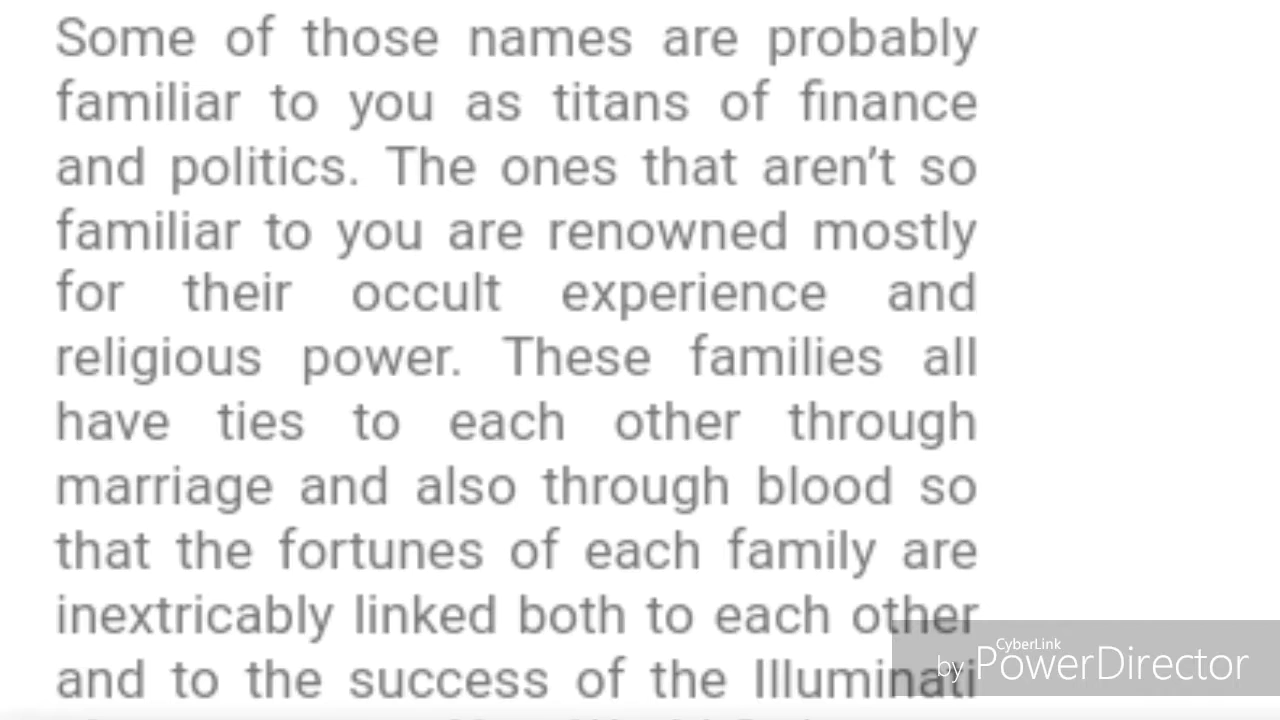 Some of those names are probably
familiar to you as titans of finance
and politics. The ones that aren’t so
familiar to you are renowned mostly
for their occult experience and
religious power. These families all
have ties to each other through
marriage and also through blood so
that the fortunes of each family are
inextricably linked both to each other
and to the success of the Illuminati
CyberLink
by PowerDirector